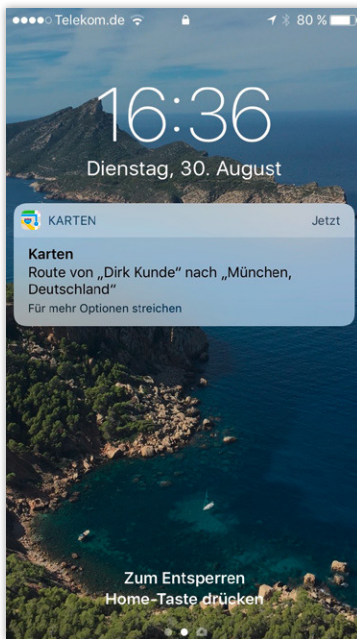 Telekom.de 80 %
16:36
Dienstag, 30. August
KARTEN Jetzt
Karten
Route von „Dirk Kunde“ nach „München,
Deutschland“
Für mehr Optionen streichen
Zum Entsperren
Home-Taste drücken